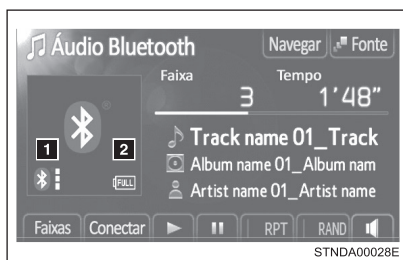 Áudio Bluetooth
Navegar
Fonte
Faixa
Tempo
3
1'48"
Track name 01_Track
Album name 01_Album nam
Artist name 01_Artist name
1
2
FULL
Faixas
Conectar
RPT
RAND
STNDA00028E